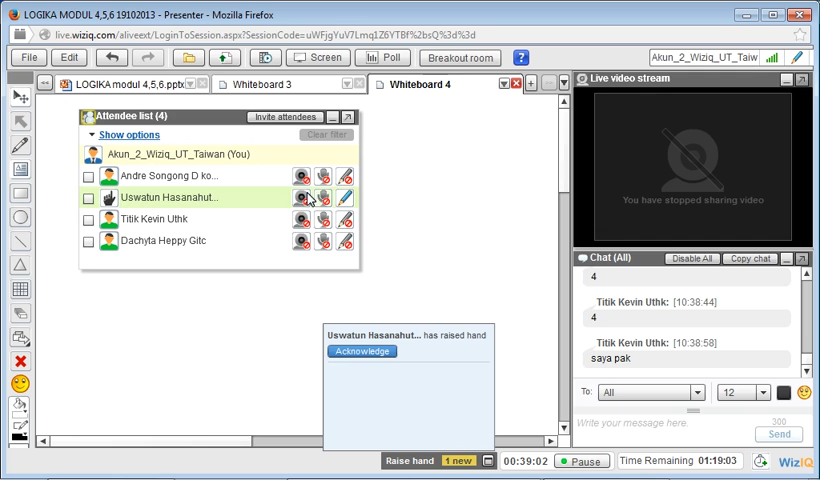 LOGIKA MODUL 4,5,6 19102013 - Presenter - Mozilla Firefox
live.wiziq.com/aliveext/LoginToSession.aspx?SessionCode=uWFjgYuV7Lmq1Z6YTBf%2bsQ%3d%3d
File Edit Screen Poll Breakout room ? Akun_2_Wiziq_UT_Taiw
LOGIKA modul 4,5,6.pptx Whiteboard 3 Whiteboard 4
Live video stream
You have stopped sharing video
Attendee list (4) Invite attendees
Show options Clear filter
Akun_2_Wiziq_UT_Taiwan (You)
Andre Songong D ko...
Uswatun Hasanahut...
Titik Kevin Uthk
Dachyta Heppy Gitc
Uswatun Hasanahut... has raised hand
Acknowledge
Chat (All) Disable All Copy chat
4
Titik Kevin Uthk: [10:38:44]
4
Titik Kevin Uthk: [10:38:58]
saya pak
To: All 12
Write your message here. 300
Send
Raise hand 1 new 00:39:02 Pause Time Remaining 01:19:03 WizIQ